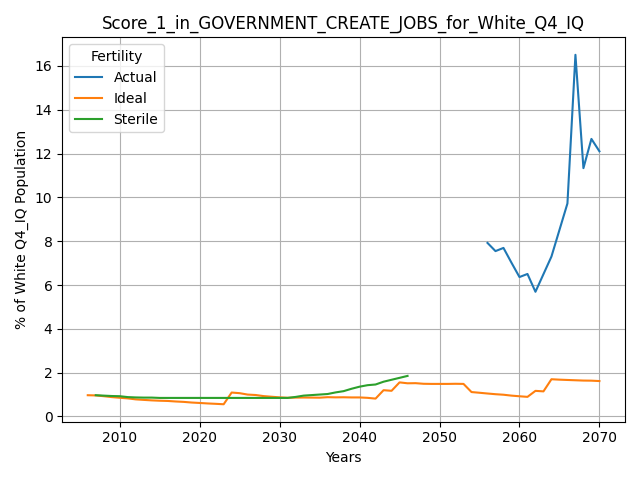 Score_1_in_GOVERNMENT_CREATE_JOBS_for_White_Q4_IQ
Fertility
Actual
Ideal
Sterile
% of White Q4_IQ Population
16
14
12
10
8
6
4
2
0
2010 2020 2030 2040 2050 2060 2070
Years